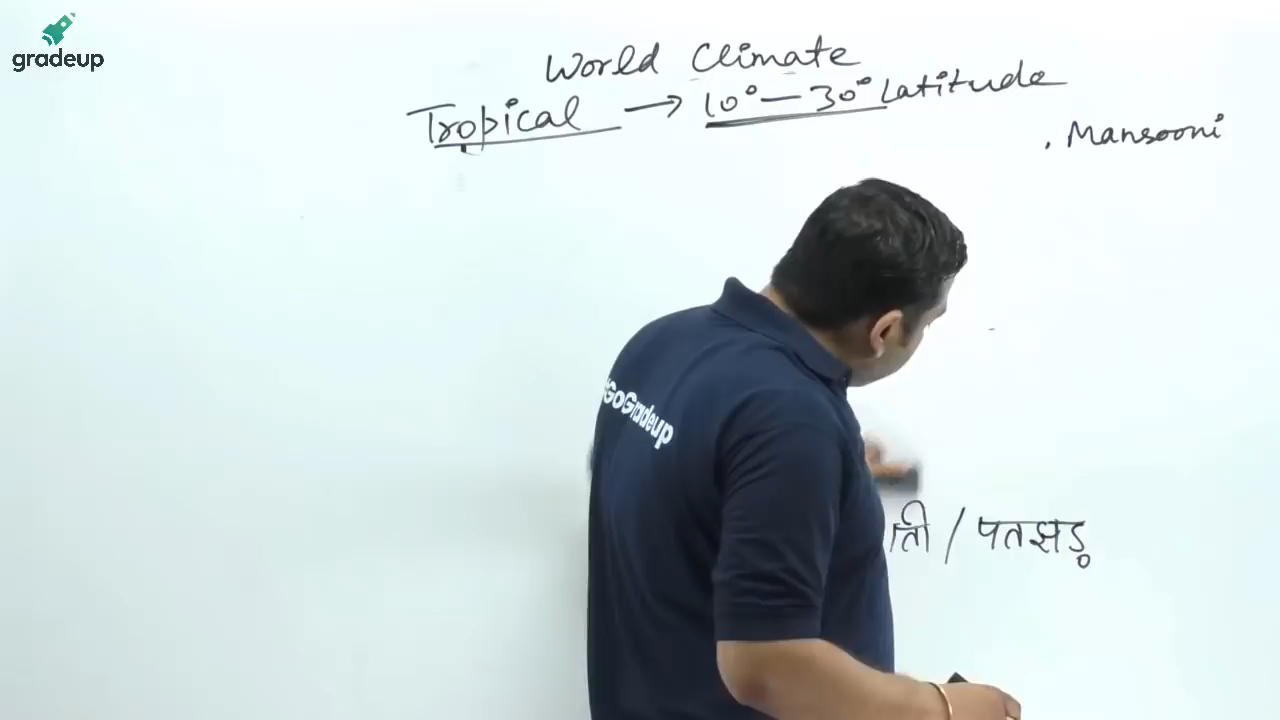 gradeup
World Climate
Tropical → 10° — 30° Latitude
. Mansooni
GoGradeup
/ पतझड़